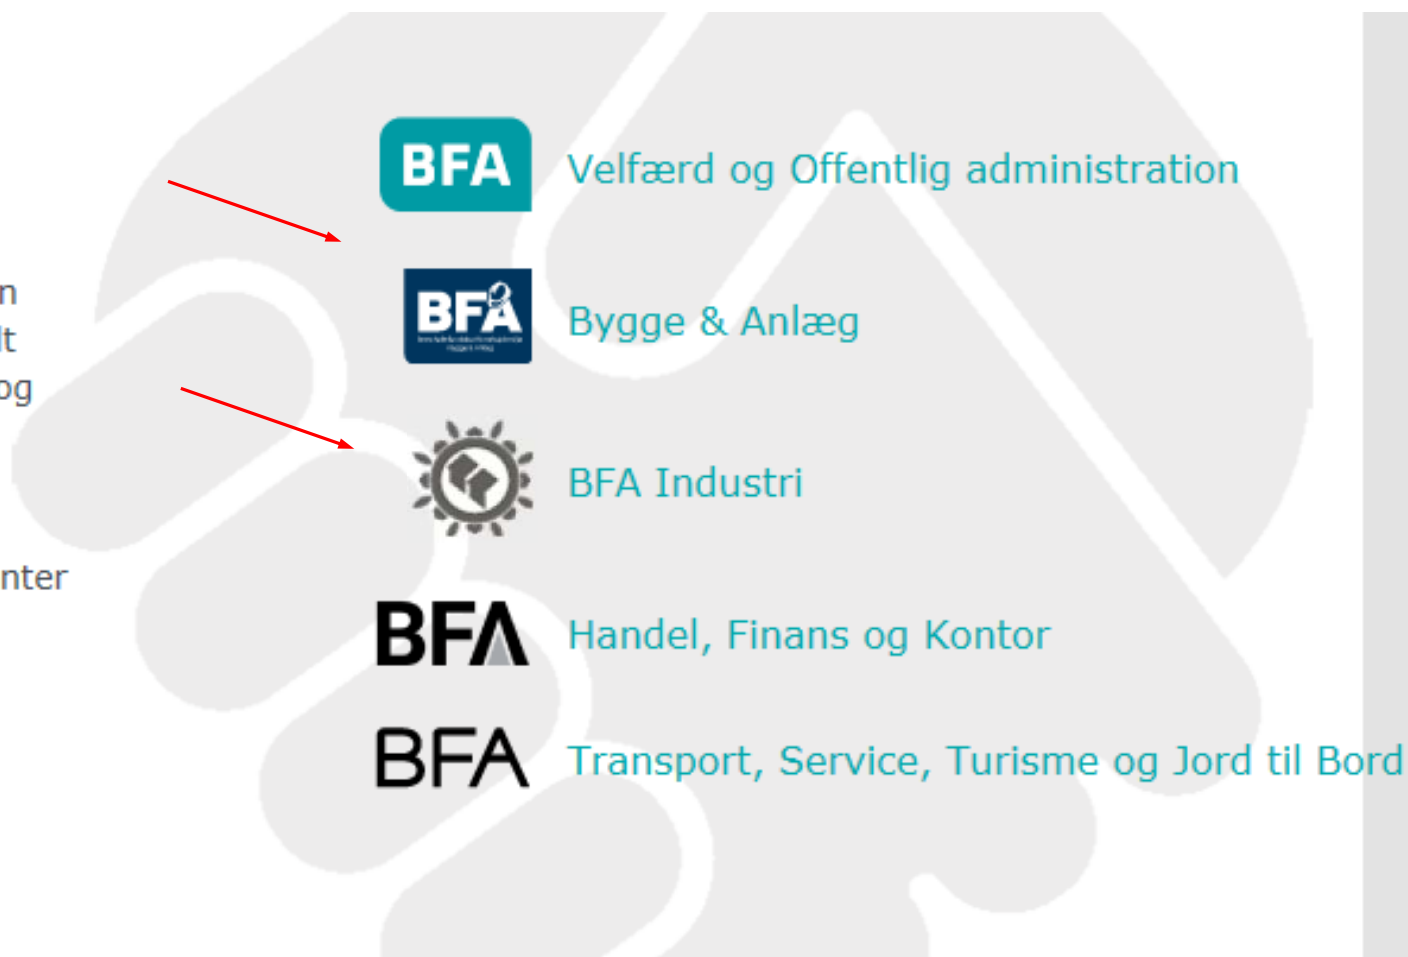 n
lt
og
nter
BFA Velfærd og Offentlig administration
BFA Bygge & Anlæg
BFA Industri
BFA Handel, Finans og Kontor
BFA Transport, Service, Turisme og Jord til Bord